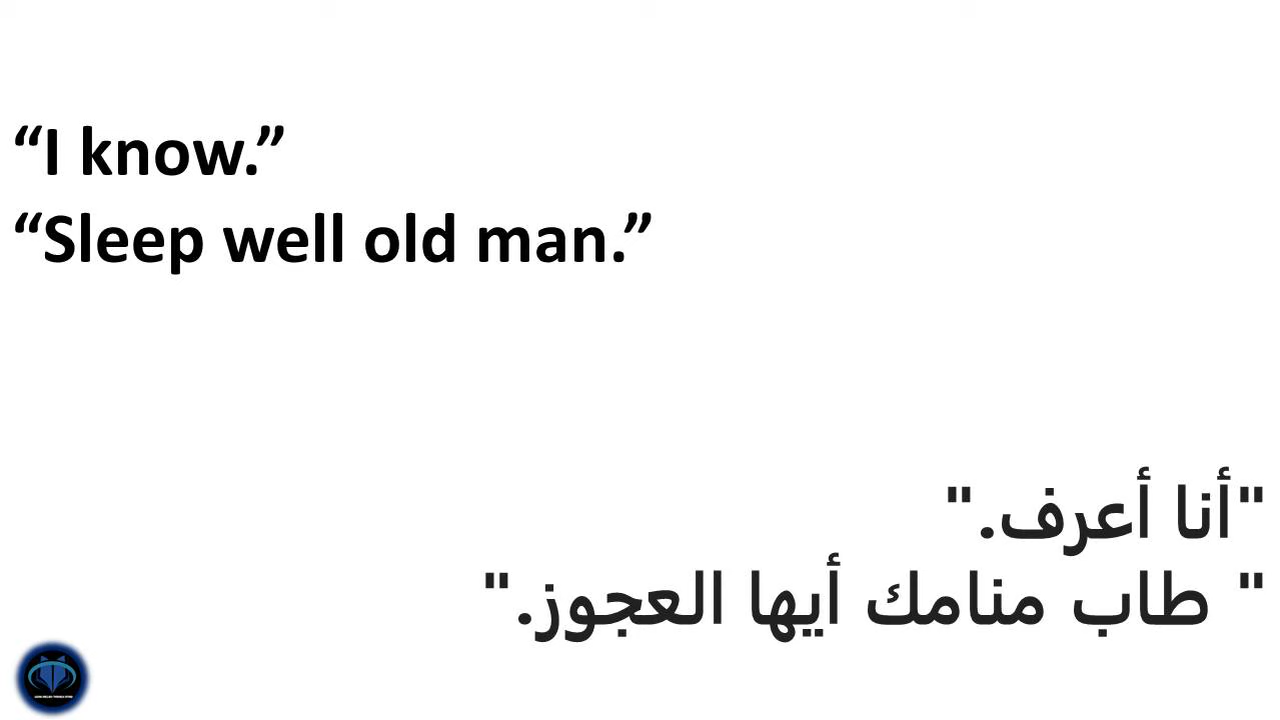 “I know.”
“Sleep well old man.”
"أنا أعرف."
" طاب منامك أيها العجوز."